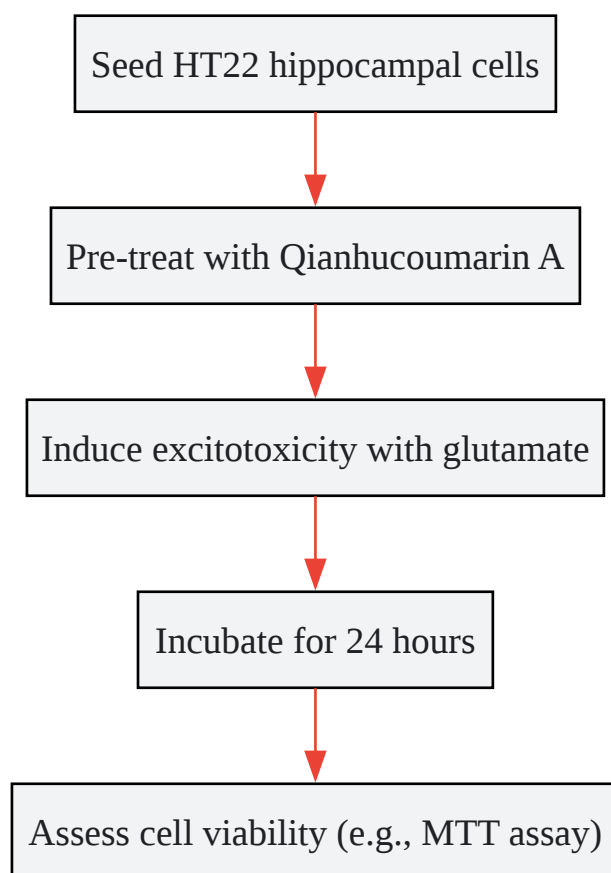 Seed HT22 hippocampal cells
Pre-treat with Qianhucoumarin A
Induce excitotoxicity with glutamate
Incubate for 24 hours
Assess cell viability (e.g., MTT assay)